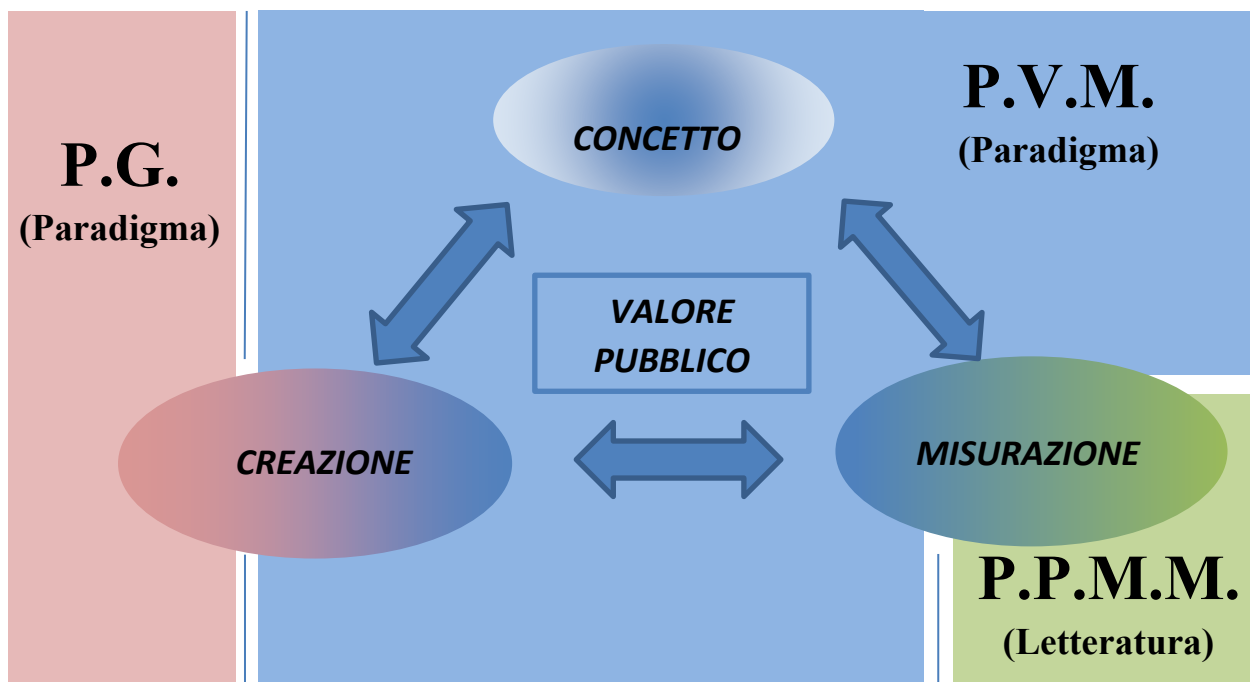 P.G.
(Paradigma)
CONCETTO
P.V.M.
(Paradigma)
VALORE
PUBBLICO
CREAZIONE
MISURAZIONE
P.P.M.M.
(Letteratura)